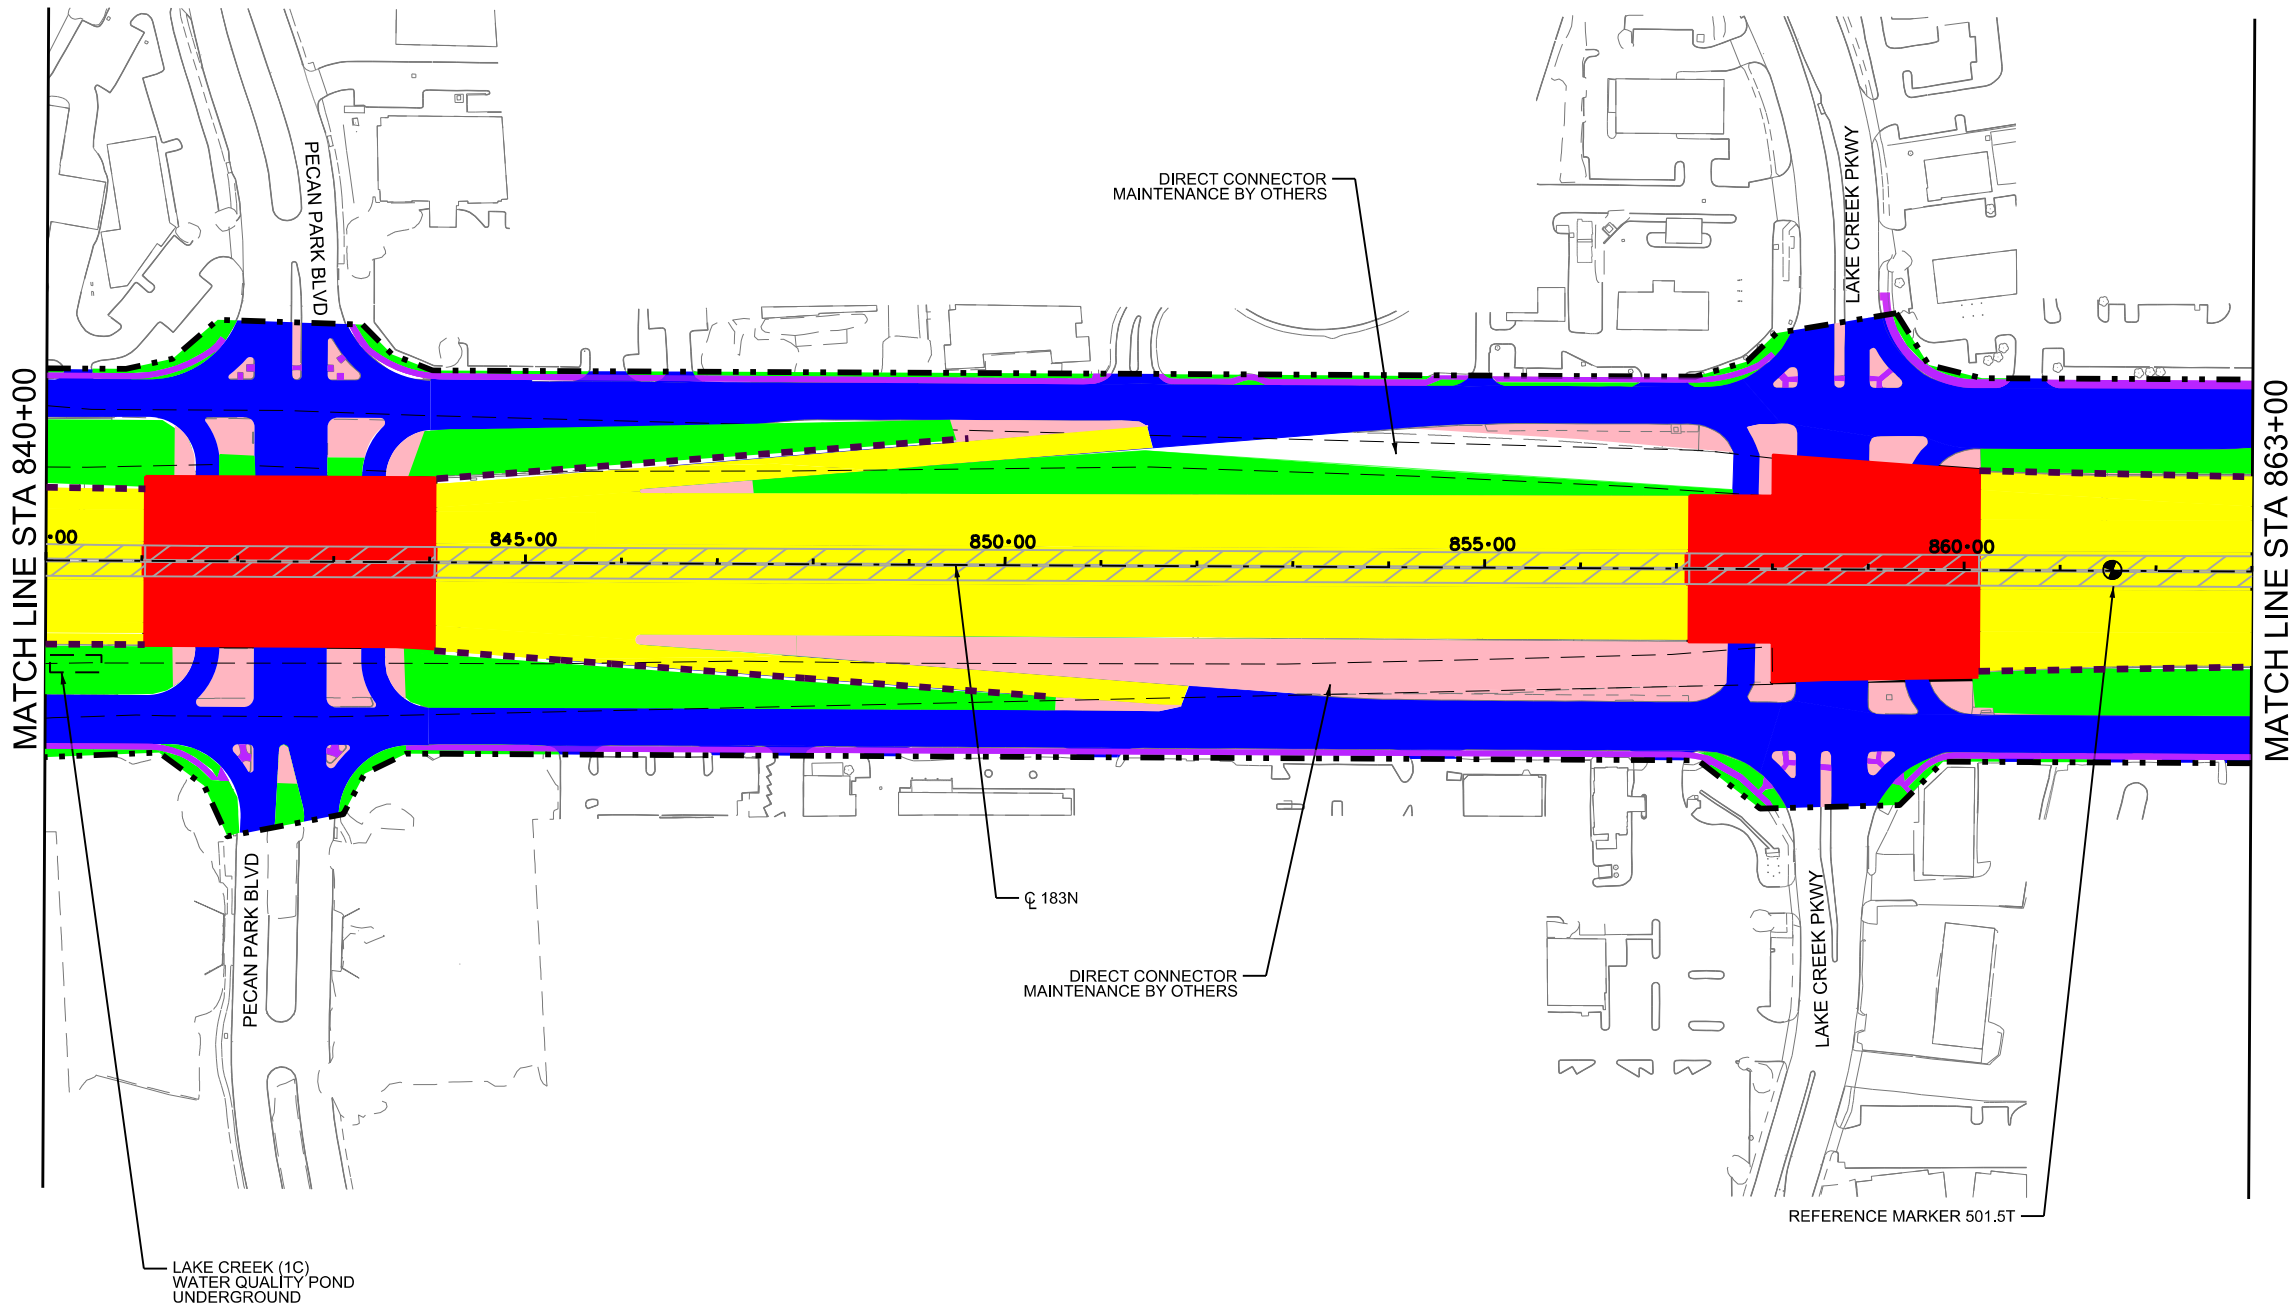 PECAN PARK BLVD
LAKE CREEK PKWY
DIRECT CONNECTOR
MAINTENANCE BY OTHERS
MATCH LINE STA 840+00
MATCH LINE STA 863+00
·00
845·00
850·00
855·00
860·00
℄ 183N
PECAN PARK BLVD
LAKE CREEK PKWY
DIRECT CONNECTOR
MAINTENANCE BY OTHERS
REFERENCE MARKER 501.5T
LAKE CREEK (1C)
WATER QUALITY POND
UNDERGROUND